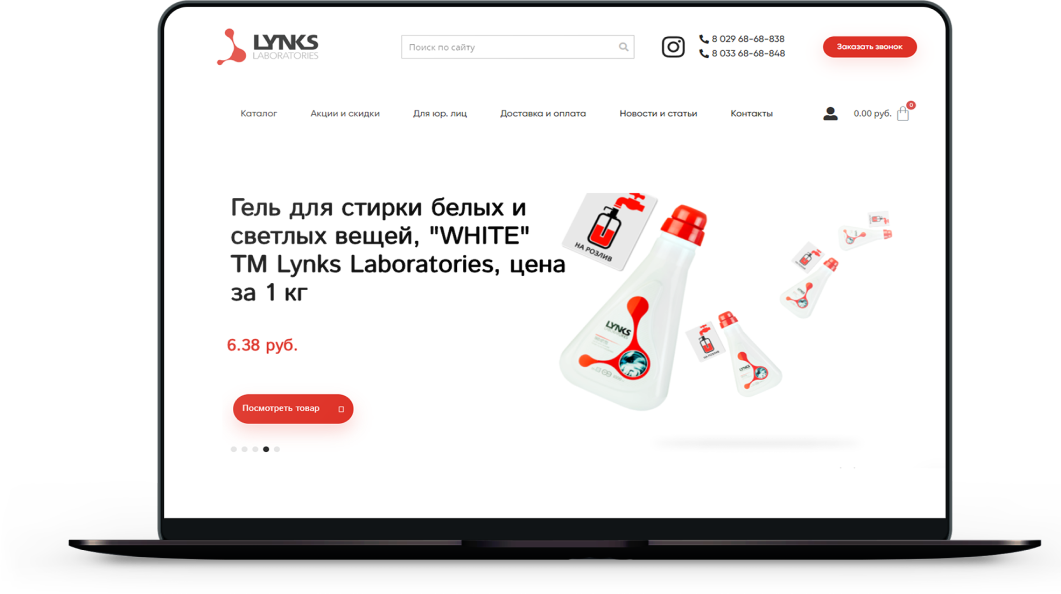 LYNKS
LABORATORIES
Поиск по сайту
8 029 68-68-838
8 033 68-68-848
Заказать звонок
Каталог
Акции и скидки
Для юр. лиц
Доставка и оплата
Новости и статьи
Контакты
0.00 руб.
0
Гель для стирки белых и
светлых вещей, "WHITE"
TM Lynks Laboratories, цена
за 1 кг
6.38 руб.
Посмотреть товар
НА РОЗЛИВ
LYNKS